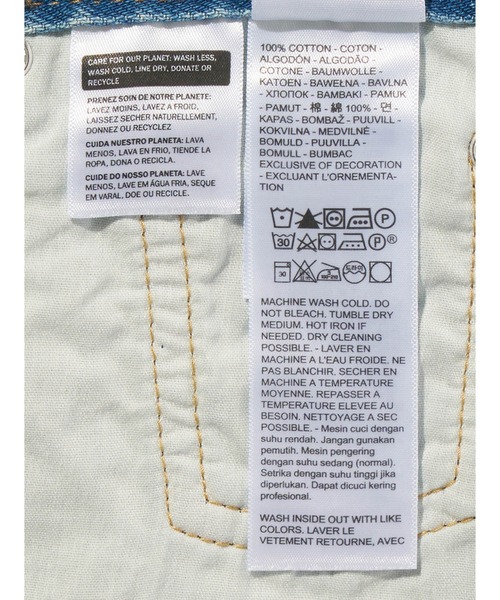 CARE FOR OUR PLANET: WASH LESS,
WASH COLD, LINE DRY, DONATE OR
RECYCLE
PRENEZ SOIN DE NOTRE PLANETE:
LAVEZ MOINS, LAVEZ A FROID,
LAISSEZ SECHER NATURELLEMENT,
DONNEZ OU RECYCLEZ
CUIDA NUESTRO PLANETA: LAVA
MENOS, LAVA EN FRIO, TIENDE LA
ROPA, DONA O RECICLA.
CUIDE DO NOSSO PLANETA: LAVE
MENOS, LAVE EM ÁGUA FRIA, SEQUE
EM VARAL, DOE OU RECICLE.
100% COTTON - COTON -
ALGODÓN - ALGODÃO -
COTONE - BAUMWOLLE -
KATOEN - BAWEŁNA - BAVLNA
- ХЛОПОК - BAMBAKI - PAMUK
- PAMUT - 棉 - 綿 100% - 면 -
KAPAS - BOMBAŽ - PUUVILL -
KOKVILNA - MEDVILNĖ -
BOMULD - PUUVILLA -
BOMULL - BUMBAC
EXCLUSIVE OF DECORATION
- EXCLUANT L'ORNEMENTA-
TION
P
30 P ®
30
MACHINE WASH COLD. DO
NOT BLEACH. TUMBLE DRY
MEDIUM. HOT IRON IF
NEEDED. DRY CLEANING
POSSIBLE. - LAVER EN
MACHINE A L'EAU FROIDE. NE
PAS BLANCHIR. SECHER EN
MACHINE A TEMPERATURE
MOYENNE. REPASSER A
TEMPERATURE ELEVEE AU
BESOIN. NETTOYAGE A SEC
POSSIBLE. - Mesin cuci dengan
suhu rendah. Jangan gunakan
pemutih. Mesin pengering
dengan suhu sedang (normal).
Setrika dengan suhu tinggi jika
diperlukan. Dapat dicuci kering
profesional.
WASH INSIDE OUT WITH LIKE
COLORS. LAVER LE
VETEMENT RETOURNE, AVEC